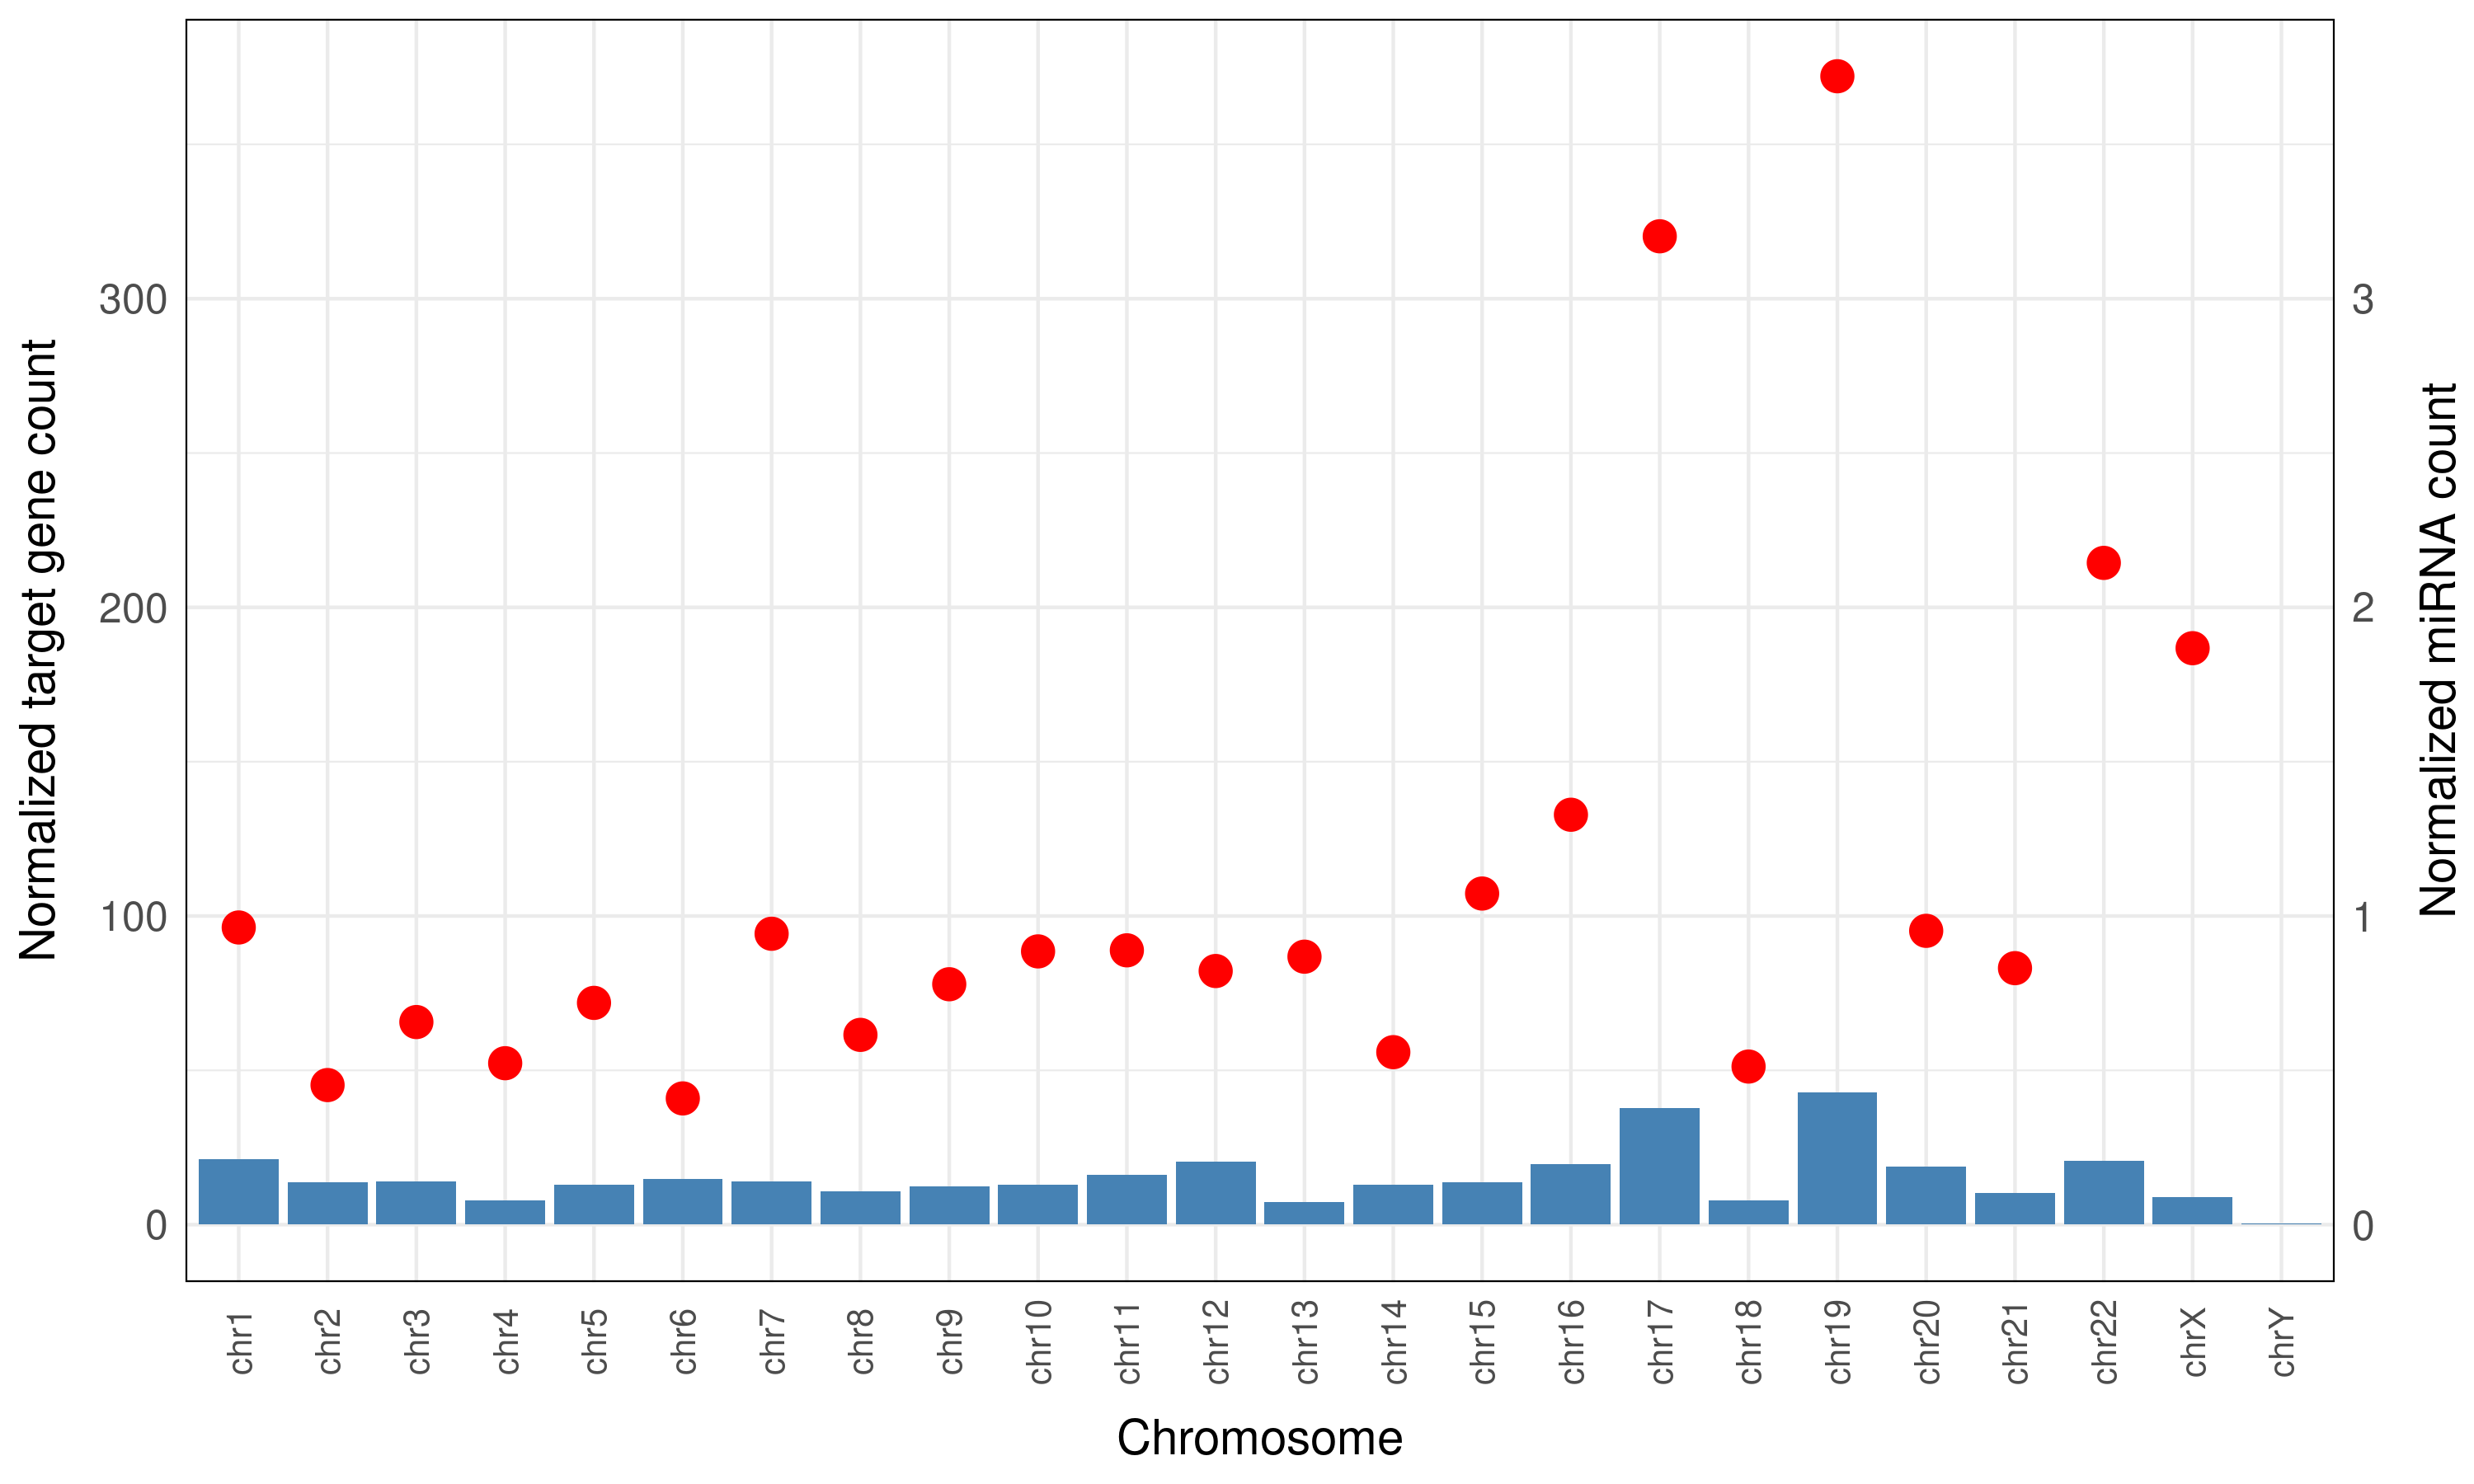 Normalized target gene count
300
200
100
0
3
2
1
0
Normalized miRNA count
chr1
chr2
chr3
chr4
chr5
chr6
chr7
chr8
chr9
chr10
chr11
chr12
chr13
chr14
chr15
chr16
chr17
chr18
chr19
chr20
chr21
chr22
chrX
chrY
Chromosome